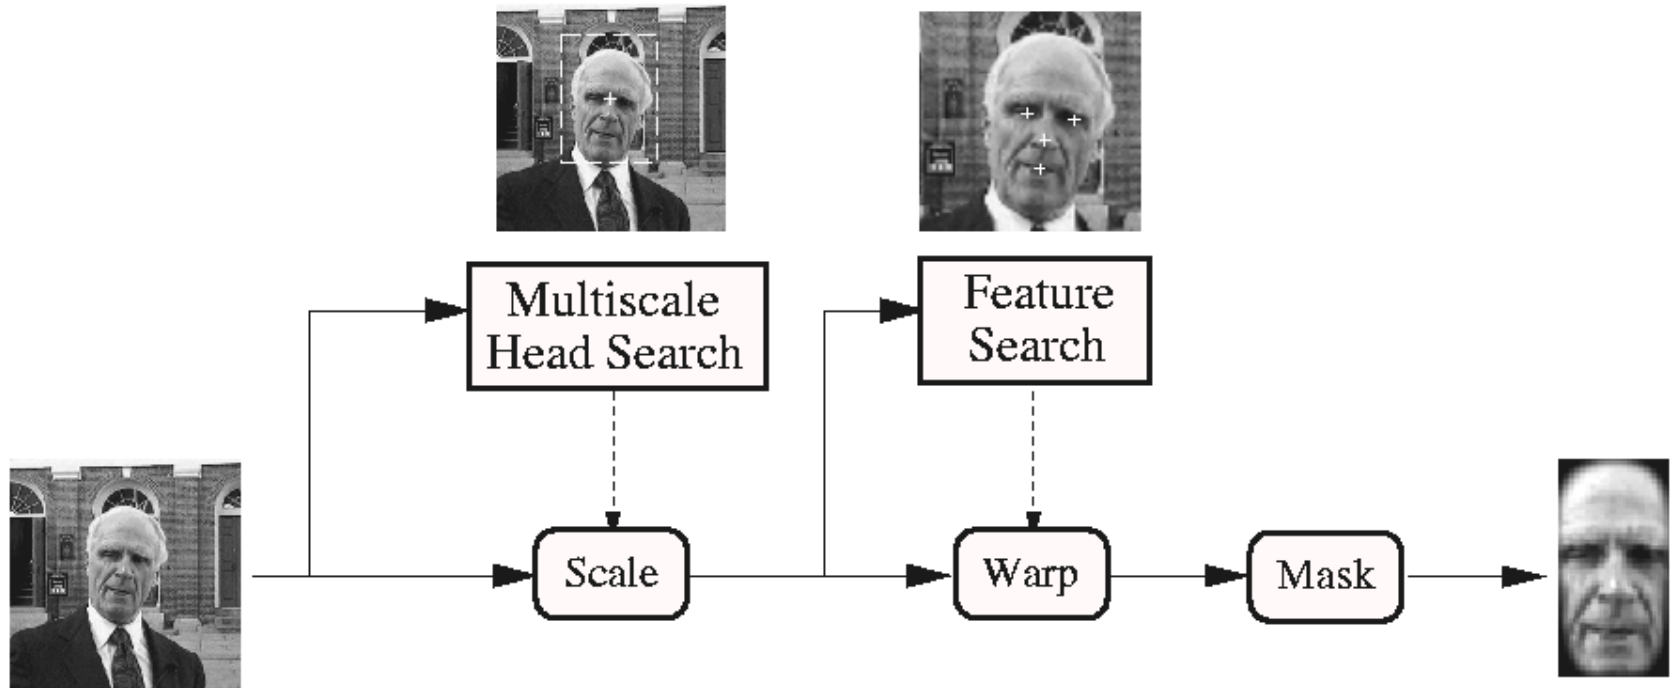 Multiscale
Head Search
Feature
Search
Scale
Warp
Mask